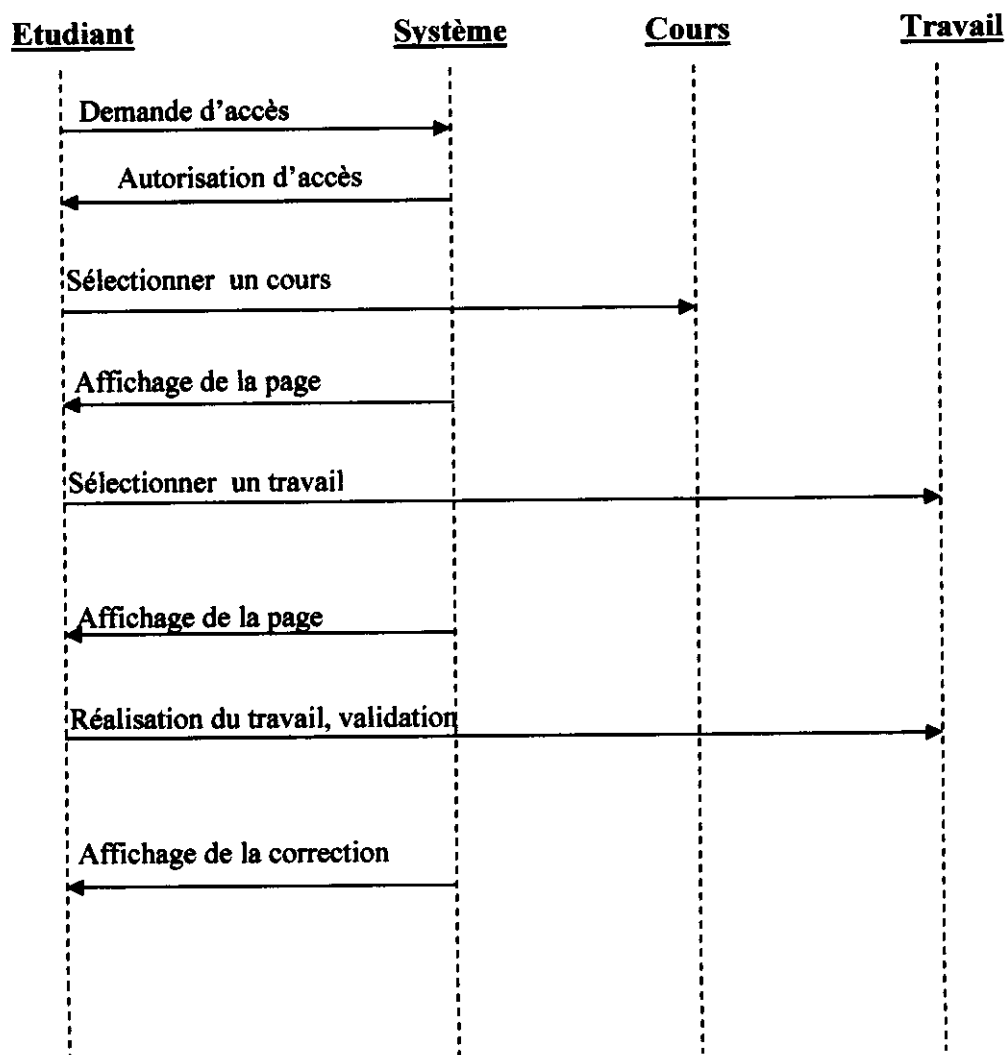 Etudiant Système Cours Travail
Demande d'accès
Autorisation d'accès
Sélectionner un cours
Affichage de la page
Sélectionner un travail
Affichage de la page
Réalisation du travail, validation
Affichage de la correction